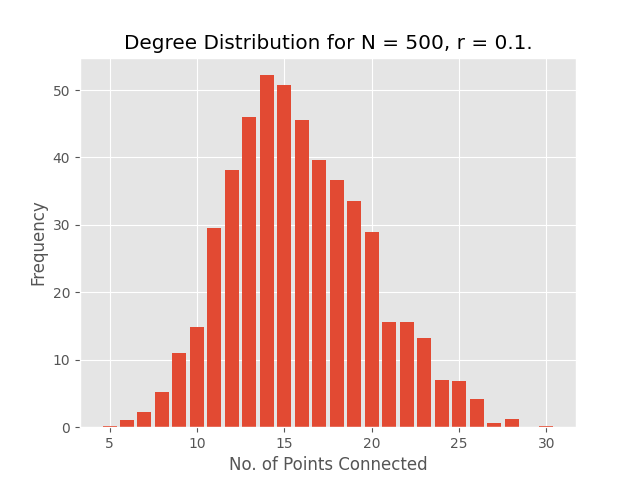 Degree Distribution for N = 500, r = 0.1.
50
40
30
20
10
0
Frequency
5 10 15 20 25 30
No. of Points Connected